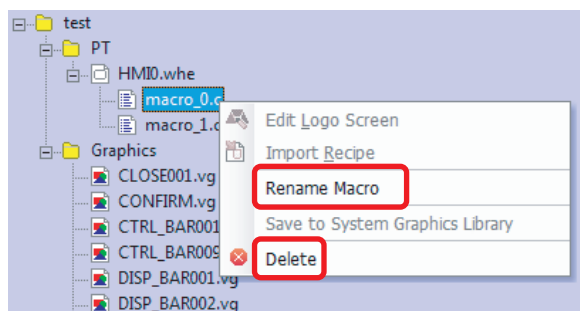 test
PT
HMI0.whe
macro_0.c
macro_1.c
Edit Logo Screen
Graphics
Import Recipe
CLOSE001.vg
Rename Macro
CONFIRM.vg
CTRL_BAR001
Save to System Graphics Library
CTRL_BAR009
Delete
DISP_BAR001.vg
DISP_BAR002.vg